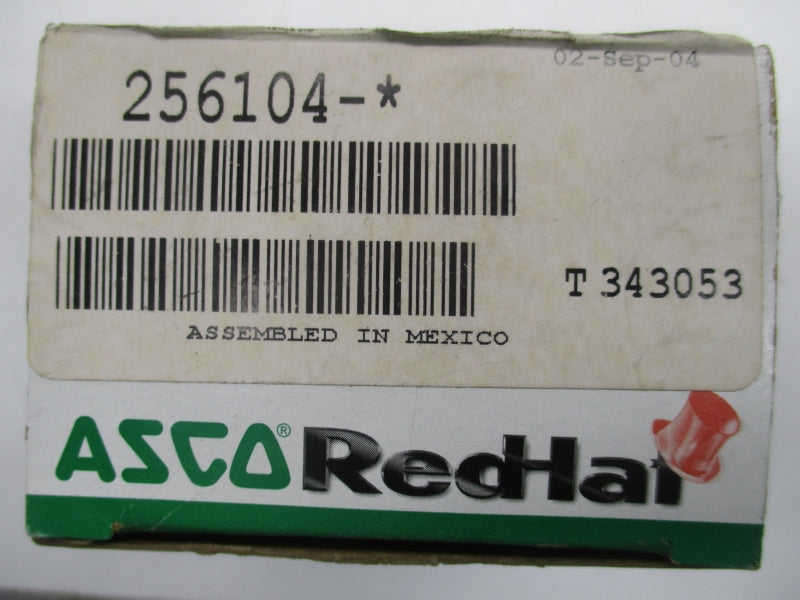 02-Sep-04
256104-*
T 343053
ASSEMBLED IN MEXICO
ASCO® RedHat